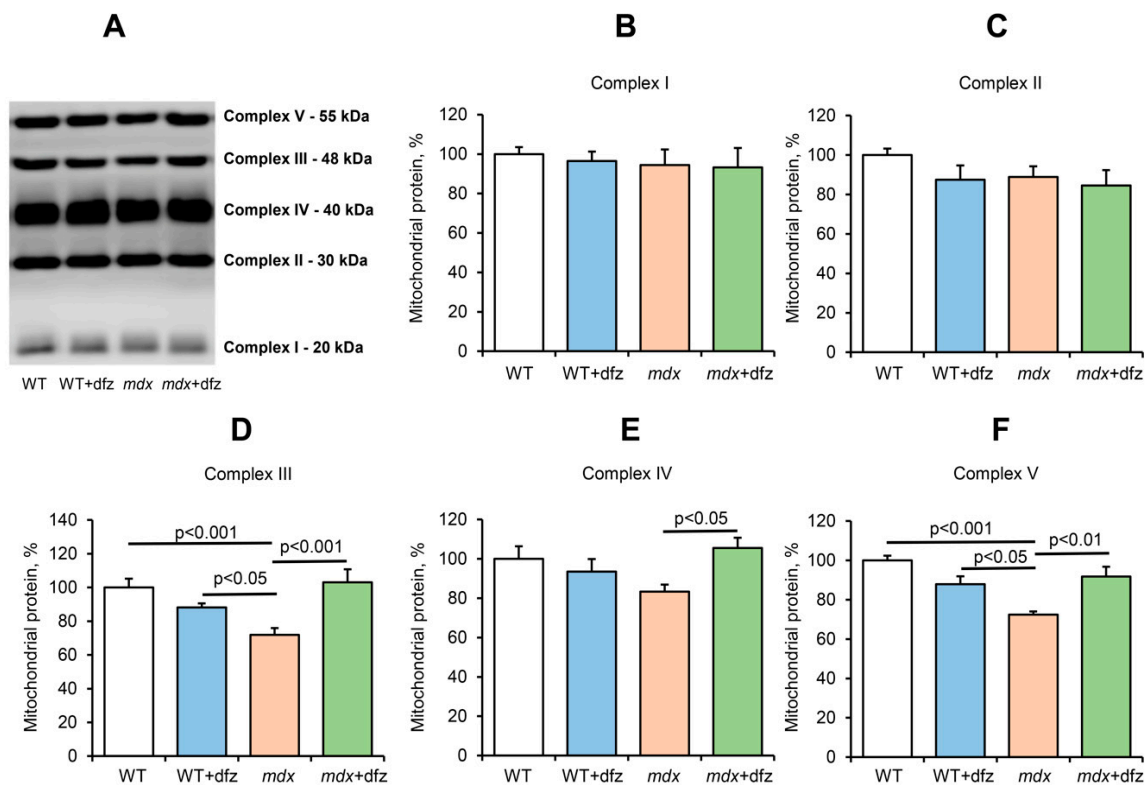 A
Complex V - 55 kDa
Complex III - 48 kDa
Complex IV - 40 kDa
Complex II - 30 kDa
Complex I - 20 kDa
WT WT+dfz mdx mdx+dfz
B
Complex I
Mitochondrial protein, %
120
100
80
60
40
20
0
WT WT+dfz mdx mdx+dfz
C
Complex II
Mitochondrial protein, %
120
100
80
60
40
20
0
WT WT+dfz mdx mdx+dfz
D
Complex III
Mitochondrial protein, %
140
120
100
80
60
40
20
0
p<0.001
p<0.001
p<0.05
WT WT+dfz mdx mdx+dfz
E
Complex IV
Mitochondrial protein, %
120
100
80
60
40
20
0
p<0.05
WT WT+dfz mdx mdx+dfz
F
Complex V
Mitochondrial protein, %
120
100
80
60
40
20
0
p<0.001
p<0.05
p<0.01
WT WT+dfz mdx mdx+dfz